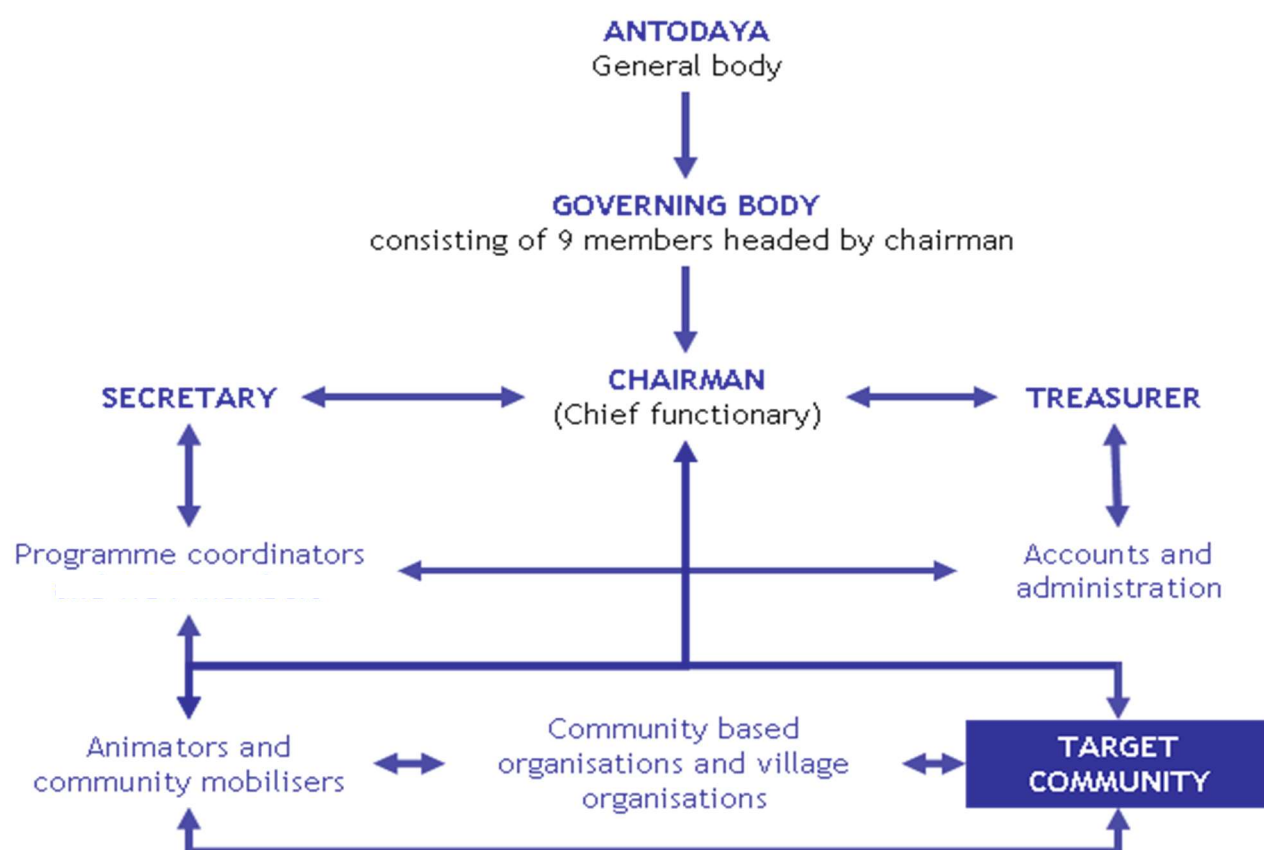 ANTODAYA
General body
GOVERNING BODY
consisting of 9 members headed by chairman
SECRETARY
CHAIRMAN
(Chief functionary)
TREASURER
Programme coordinators
Accounts and
administration
Animators and
community mobilisers
Community based
organisations and village
organisations
TARGET
COMMUNITY